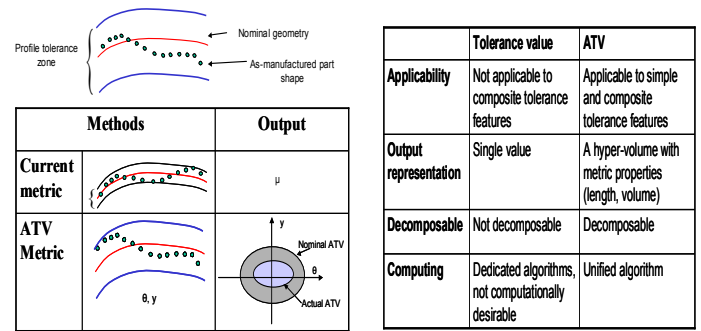 Profile tolerance
zone
Nominal geometry
As-manufactured part
shape
Methods
Output
Current
metric
μ
ATV
Metric
θ, y
y
Nominal ATV
θ
Actual ATV
Tolerance value
ATV
Applicability
Not applicable to
composite tolerance
features
Applicable to simple
and composite
tolerance features
Output
representation
Single value
A hyper-volume with
metric properties
(length, volume)
Decomposable
Not decomposable
Decomposable
Computing
Dedicated algorithms,
not computationally
desirable
Unified algorithm